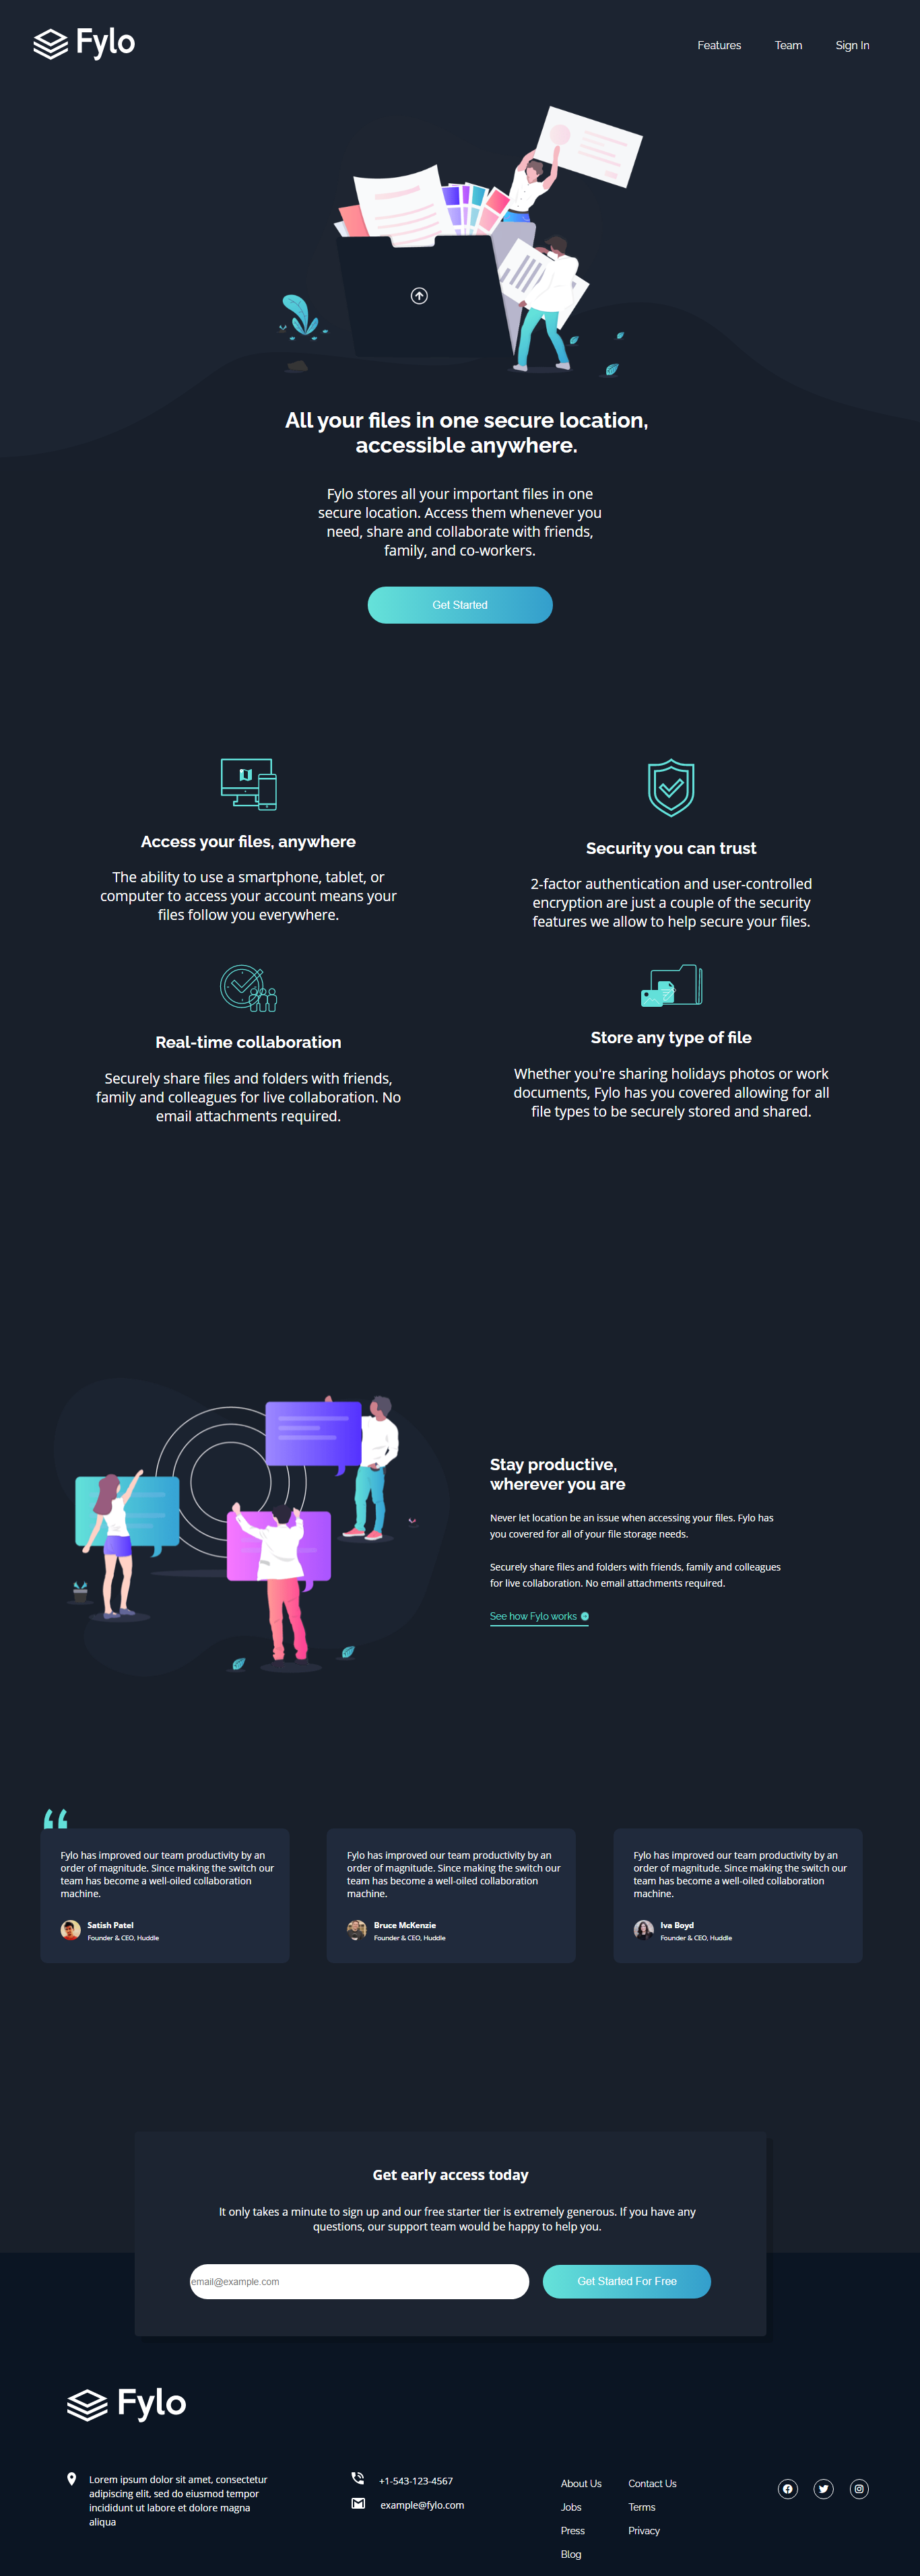 Fylo
Features
Team
Sign In
All your files in one secure location,
accessible anywhere.
Fylo stores all your important files in one
secure location. Access them whenever you
need, share and collaborate with friends,
family, and co-workers.
Get Started
Access your files, anywhere
The ability to use a smartphone, tablet, or
computer to access your account means your
files follow you everywhere.
Security you can trust
2-factor authentication and user-controlled
encryption are just a couple of the security
features we allow to help secure your files.
Real-time collaboration
Securely share files and folders with friends,
family and colleagues for live collaboration. No
email attachments required.
Store any type of file
Whether you're sharing holidays photos or work
documents, Fylo has you covered allowing for all
file types to be securely stored and shared.
Stay productive,
wherever you are
Never let location be an issue when accessing your files. Fylo has
you covered for all of your file storage needs.
Securely share files and folders with friends, family and colleagues
for live collaboration. No email attachments required.
See how Fylo works
“
Fylo has improved our team productivity by an
order of magnitude. Since making the switch our
team has become a well-oiled collaboration
machine.
Satish Patel
Founder & CEO, Huddle
Fylo has improved our team productivity by an
order of magnitude. Since making the switch our
team has become a well-oiled collaboration
machine.
Bruce McKenzie
Founder & CEO, Huddle
Fylo has improved our team productivity by an
order of magnitude. Since making the switch our
team has become a well-oiled collaboration
machine.
Iva Boyd
Founder & CEO, Huddle
Get early access today
It only takes a minute to sign up and our free starter tier is extremely generous. If you have any
questions, our support team would be happy to help you.
email@example.com
Get Started For Free
Fylo
Lorem ipsum dolor sit amet, consectetur
adipiscing elit, sed do eiusmod tempor
incididunt ut labore et dolore magna
aliqua
+1-543-123-4567
example@fylo.com
About Us
Jobs
Press
Blog
Contact Us
Terms
Privacy